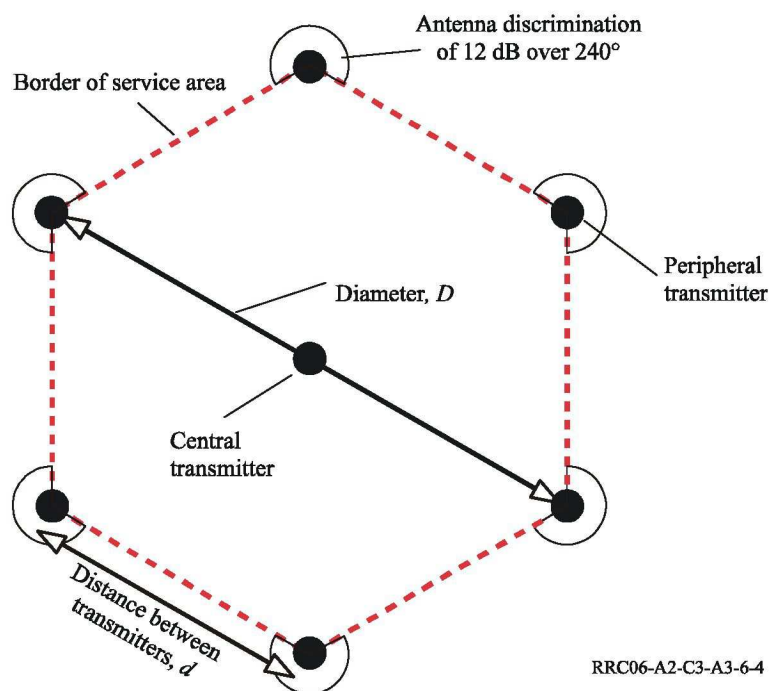 Antenna discrimination
of 12 dB over 240°
Border of service area
Peripheral
transmitter
Diameter, D
Central
transmitter
Distance between
transmitters, d
RRC06-A2-C3-A3-6-4